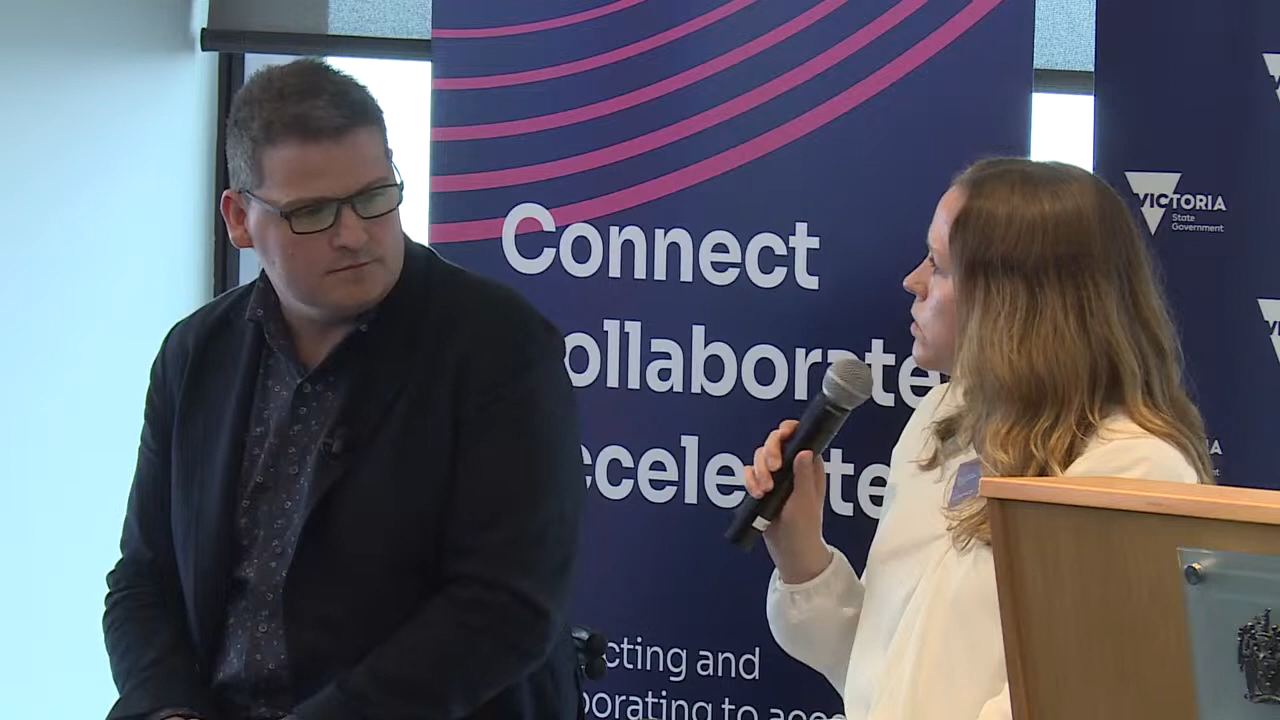 Connect
ollaborate
ccelerate
cting and
orating to acce
VICTORIA
State
Government